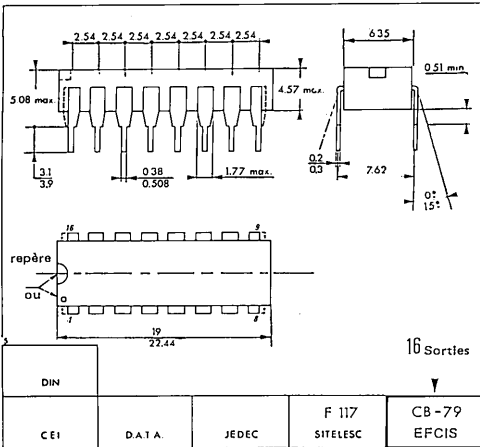 2.54 2.54 2.54 2.54 2.54 2.54 2.54
635
0.51 min
5.08 max.
4.57 max.
3.1
3.9
0.38
0.508
1.77 max.
0.2
0,3
7.62
0°
15°
16
9
repère
ou
1
8
19
22.44
16 Sorties
DIN
CEI
D.A.T.A.
JEDEC
F 117
SITELESC
CB-79
EFCIS